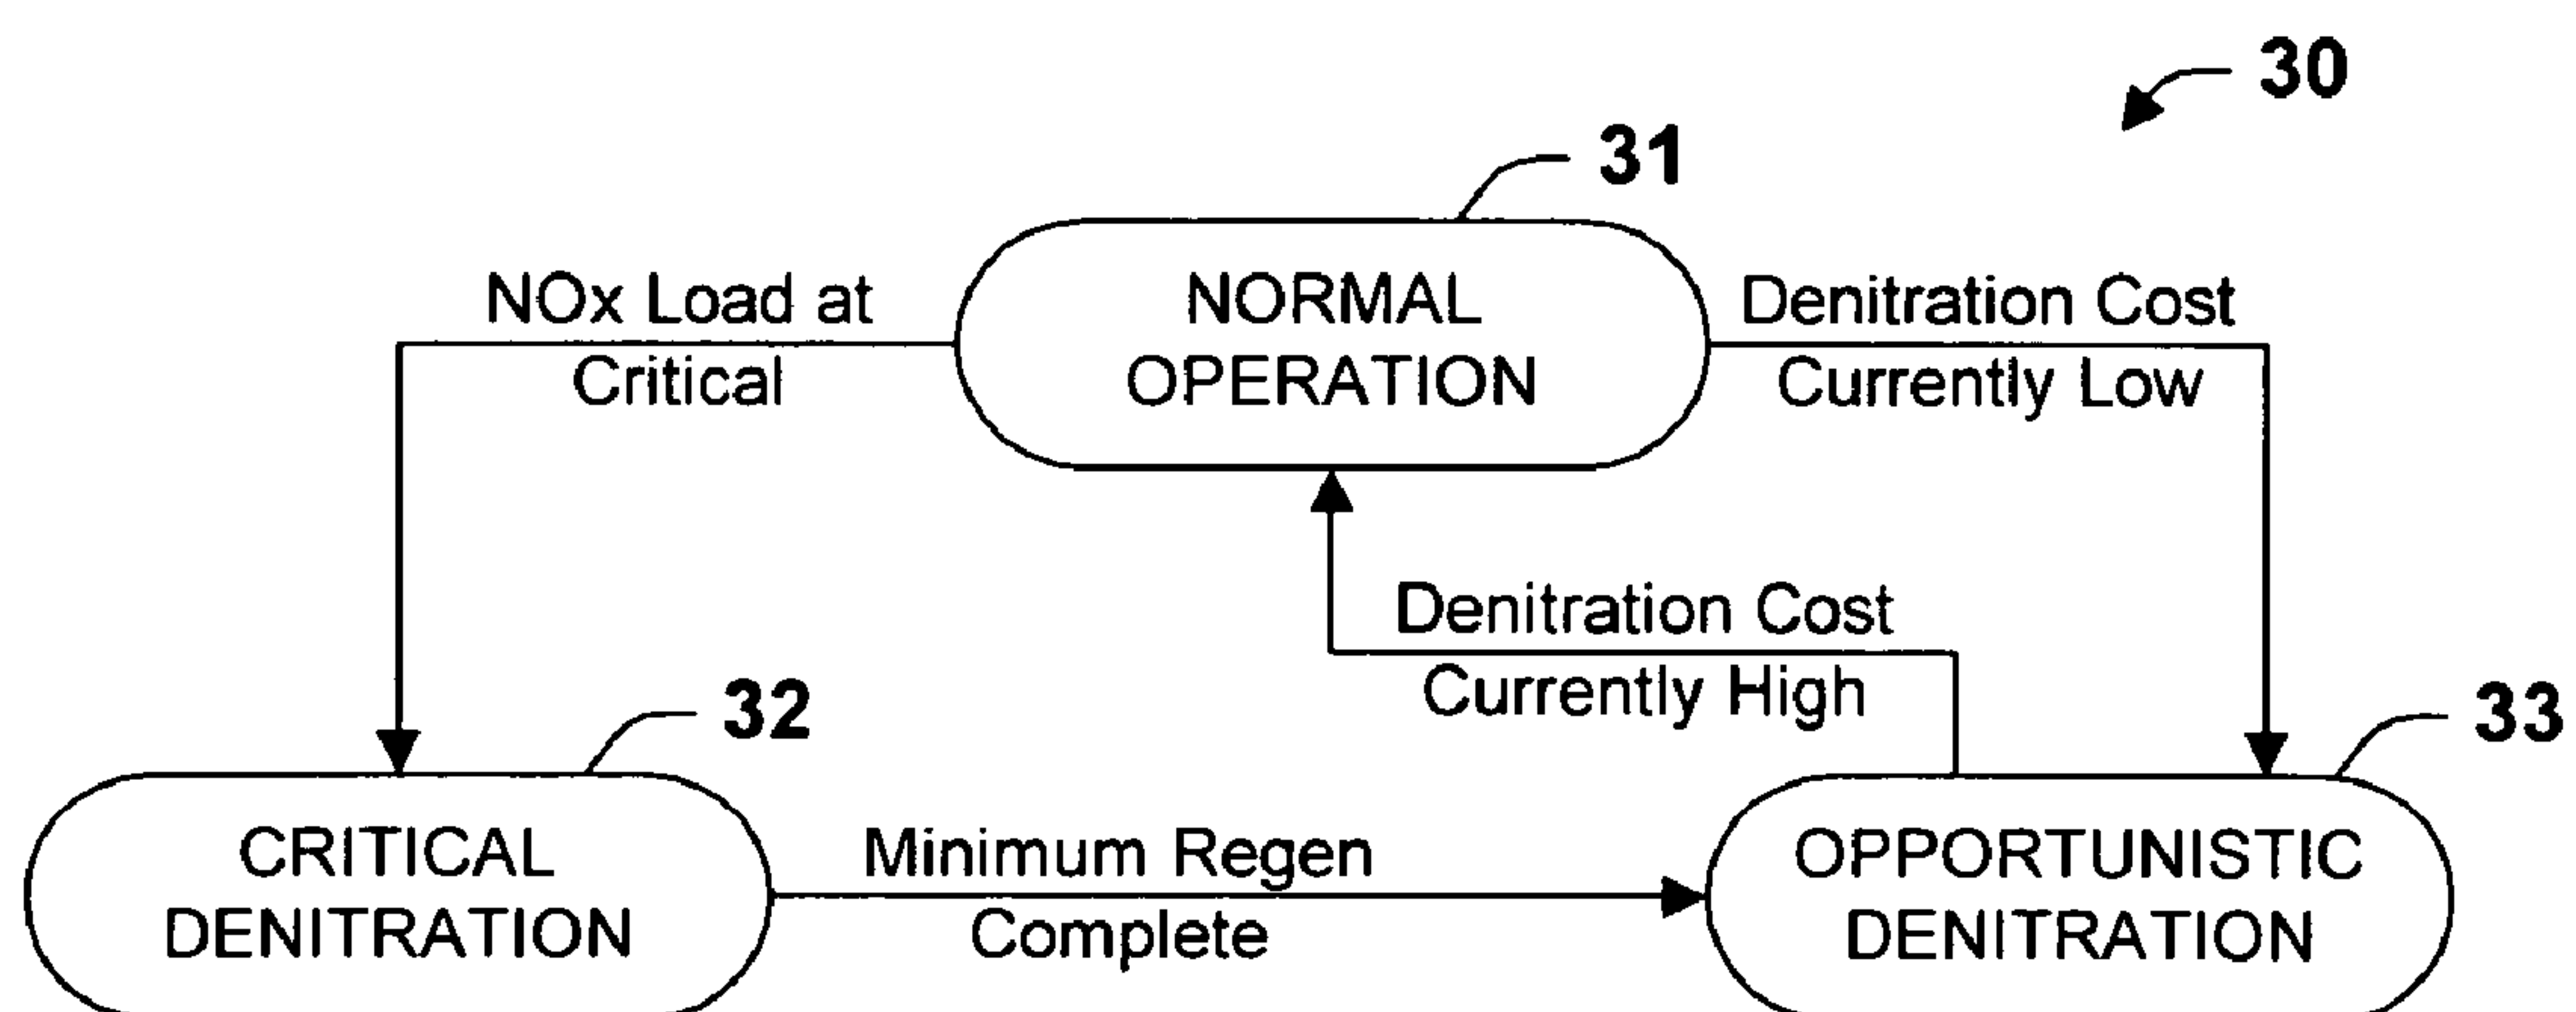 30
31
NORMAL
OPERATION
NOx Load at
Critical
Denitration Cost
Currently Low
Denitration Cost
Currently High
32
33
CRITICAL
DENITRATION
Minimum Regen
Complete
OPPORTUNISTIC
DENITRATION